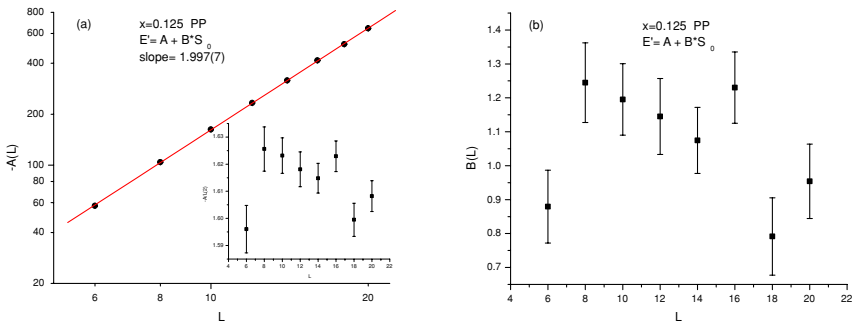 (a)
x=0.125 PP
E'= A + B*S0
slope= 1.997(7)
800
600
400
200
100
80
60
40
20
-A(L)
6
8
10
20
L
1.63
1.62
1.61
1.60
1.59
-A1(2)
4 6 8 10 12 14 16 18 20 22
L
(b)
x=0.125 PP
E'= A + B*S0
1.4
1.3
1.2
1.1
1.0
0.9
0.8
0.7
B(L)
4 6 8 10 12 14 16 18 20 22
L